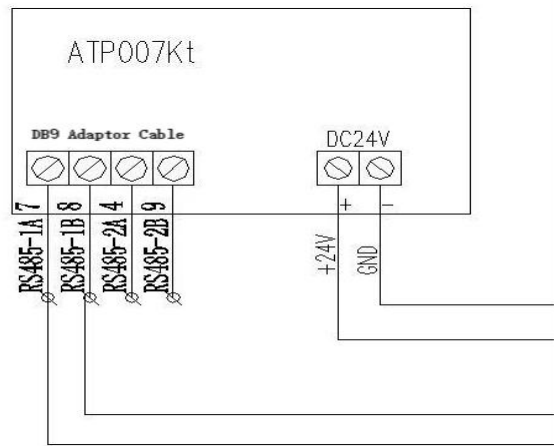 ATP007Kt
DB9 Adaptor Cable
DC24V
7 8 4 9
+ −
RS485-1A
RS485-1B
RS485-2A
RS485-2B
+24V
GND